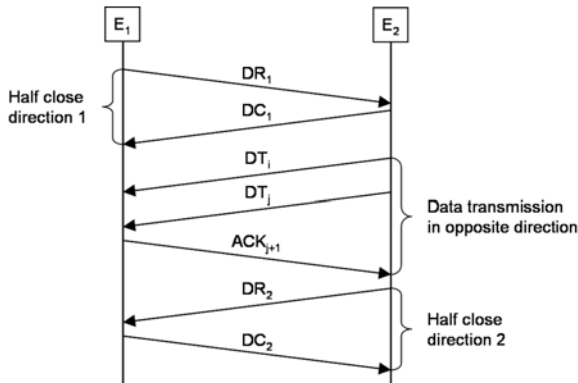 E₁
E₂
DR₁
Half close
direction 1
DC₁
DTᵢ
DTⱼ
Data transmission
in opposite direction
ACKⱼ₊₁
DR₂
Half close
direction 2
DC₂